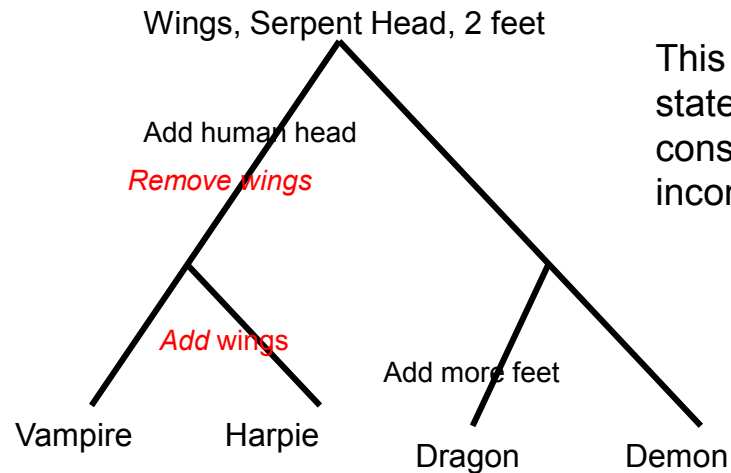 Wings, Serpent Head, 2 feet
This
state
cons
incor
Add human head
Remove wings
Add wings
Add more feet
Vampire
Harpie
Dragon
Demon